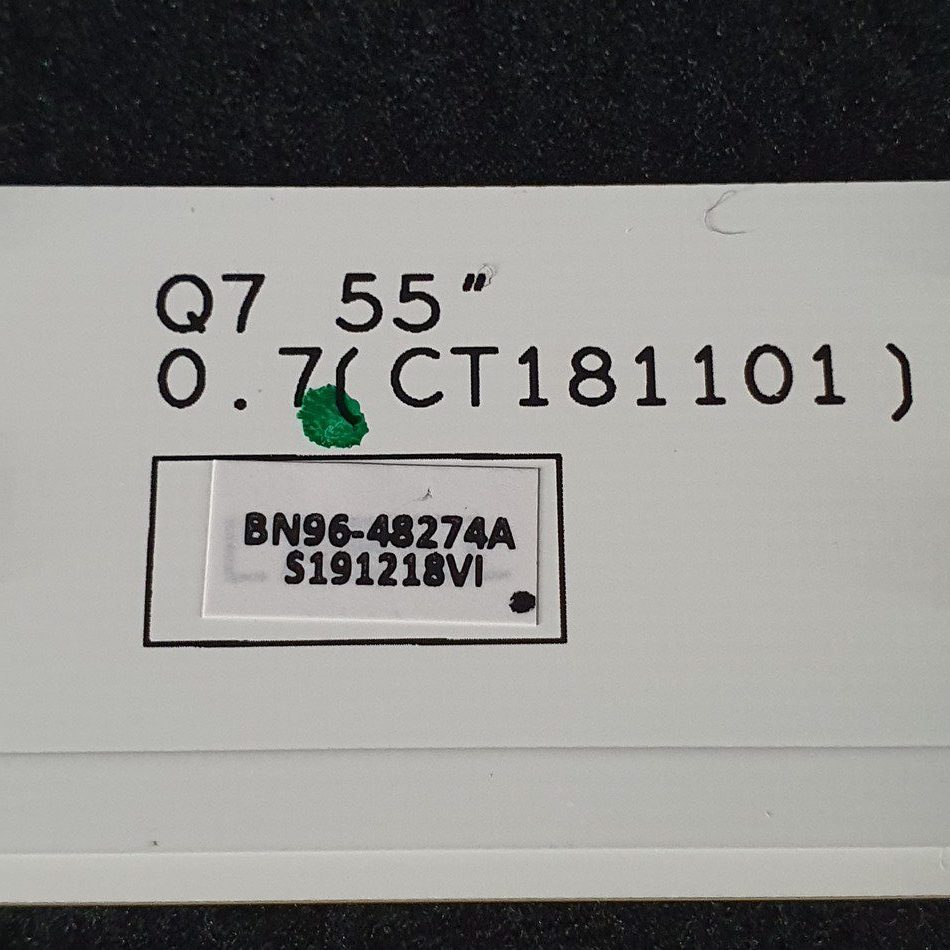 Q7 55"
0.7(CT181101)
BN96-48274A
S191218VI